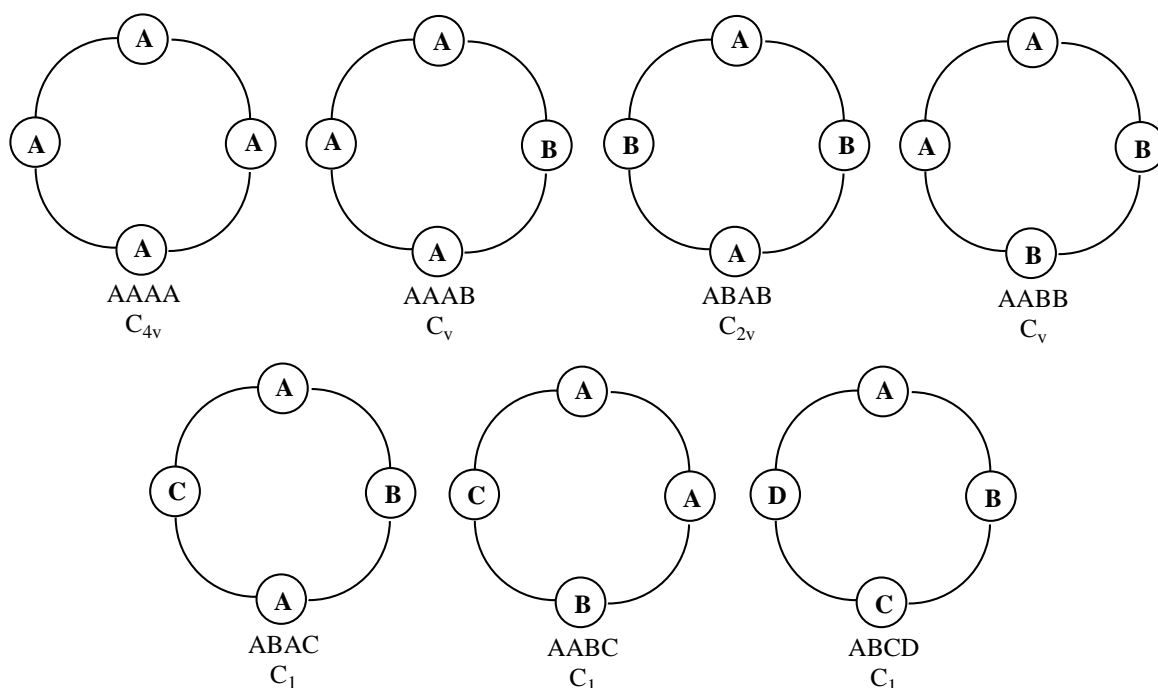 A A A A
AAAA
C4v
A A B A
AAAB
Cv
A B B A
ABAB
C2v
A A B B
AABB
Cv
A C B A
ABAC
C1
A C A B
AABC
C1
A D B C
ABCD
C1